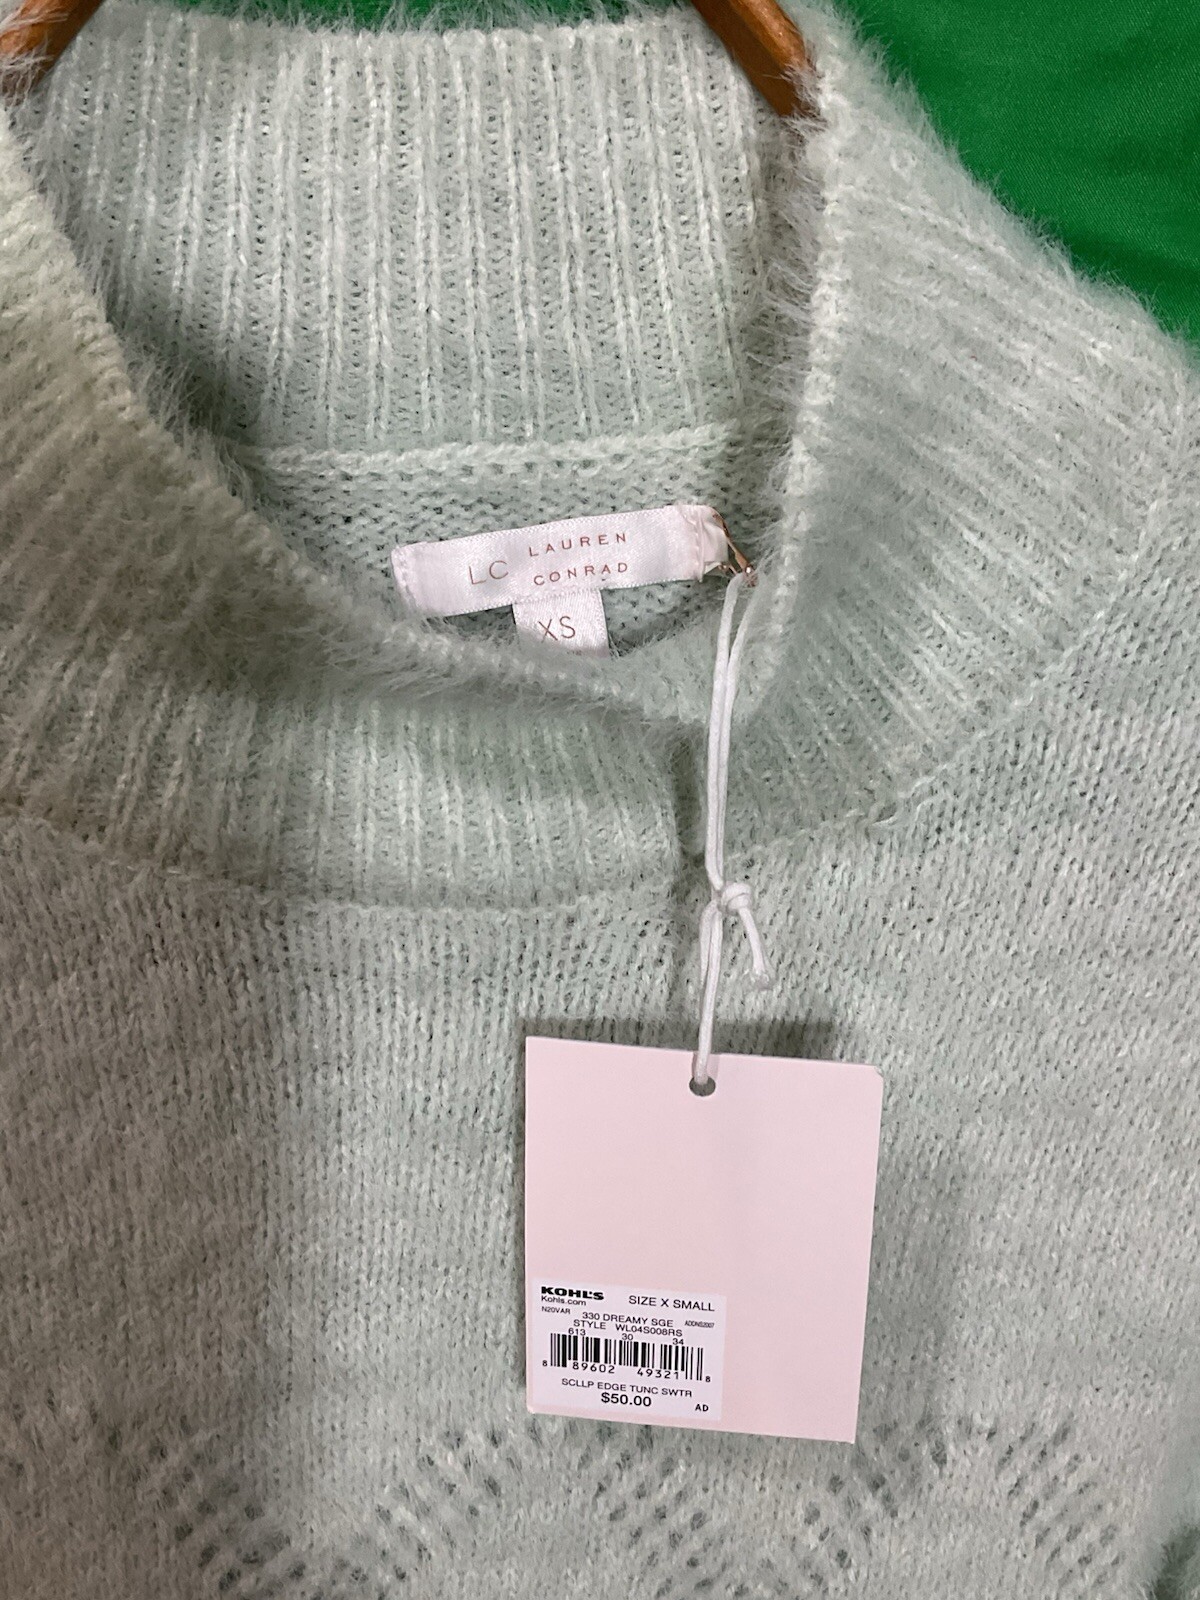 LC LAUREN
CONRAD
XS
KOHL'S
Kohls.com
SIZE X SMALL
N20VAR 330 DREAMY SGE ADDNS2007
STYLE WL04S008RS
613 30 34
8 89602 49321 8
SCLLP EDGE TUNC SWTR
$50.00
AD